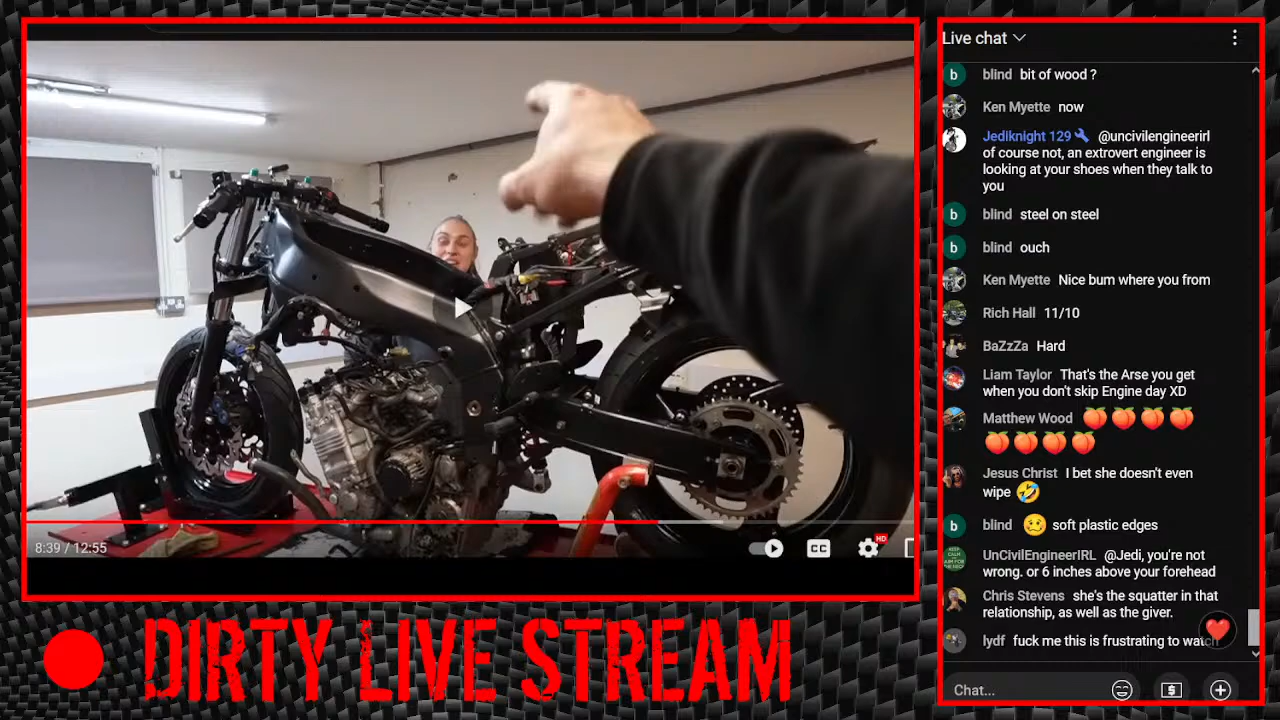 8:39 / 12:55
CC
HD
DIRTY LIVE STREAM
Live chat
blind bit of wood ?
Ken Myette now
JediKnight 129 @uncivilengineerirl
of course not, an extrovert engineer is
looking at your shoes when they talk to
you
blind steel on steel
blind ouch
Ken Myette Nice bum where you from
Rich Hall 11/10
BaZzZa Hard
Liam Taylor That's the Arse you get
when you don't skip Engine day XD
Matthew Wood 🍑🍑🍑🍑
🍑🍑🍑🍑
Jesus Christ I bet she doesn't even
wipe 🤣
blind 🤢 soft plastic edges
UnCivilEngineerIRL @Jedi, you're not
wrong. or 6 inches above your forehead
Chris Stevens she's the squatter in that
relationship, as well as the giver.
lydf fuck me this is frustrating to watch
Chat...